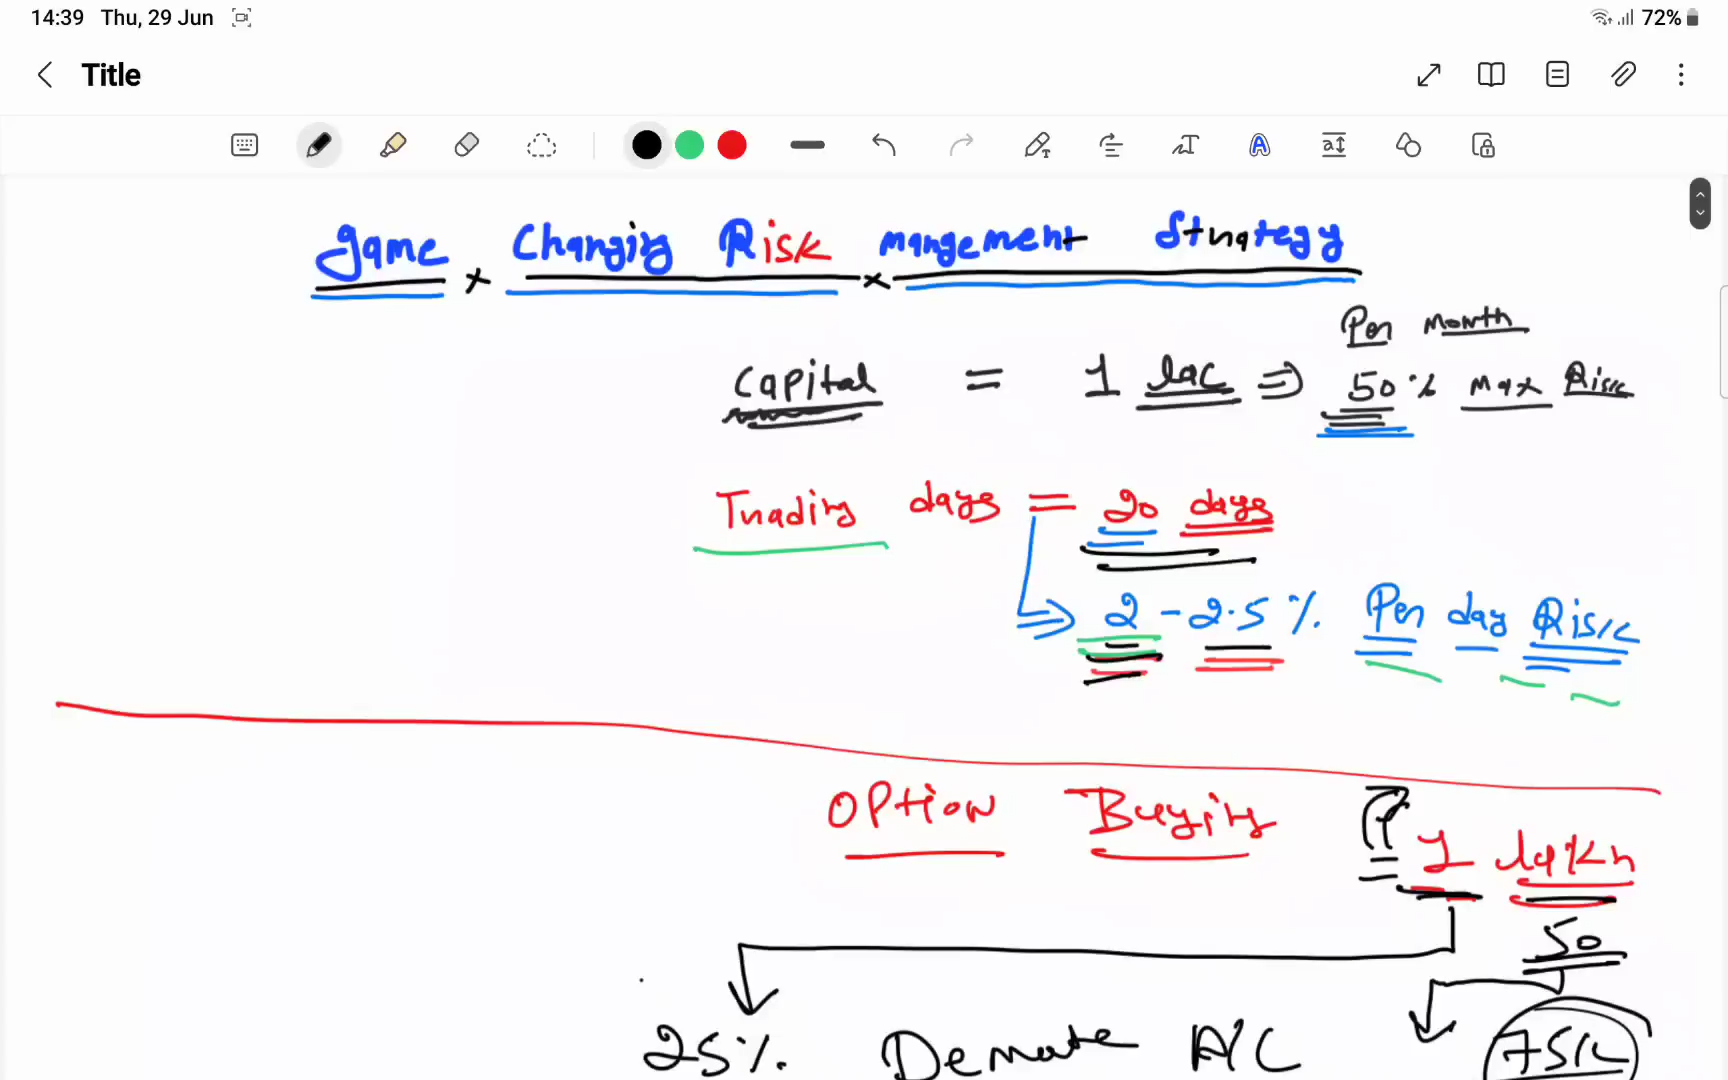 14:39 Thu, 29 Jun 72%
Title
Game Changing Risk mangement Strategy
Per Month
Capital = 1 lac ⇒ 50% Max Risk
Trading days = 20 days
⇒ 2 - 2.5% Per day Risk
Option Buying
1 lakh
50
25% Demate A/C 75K